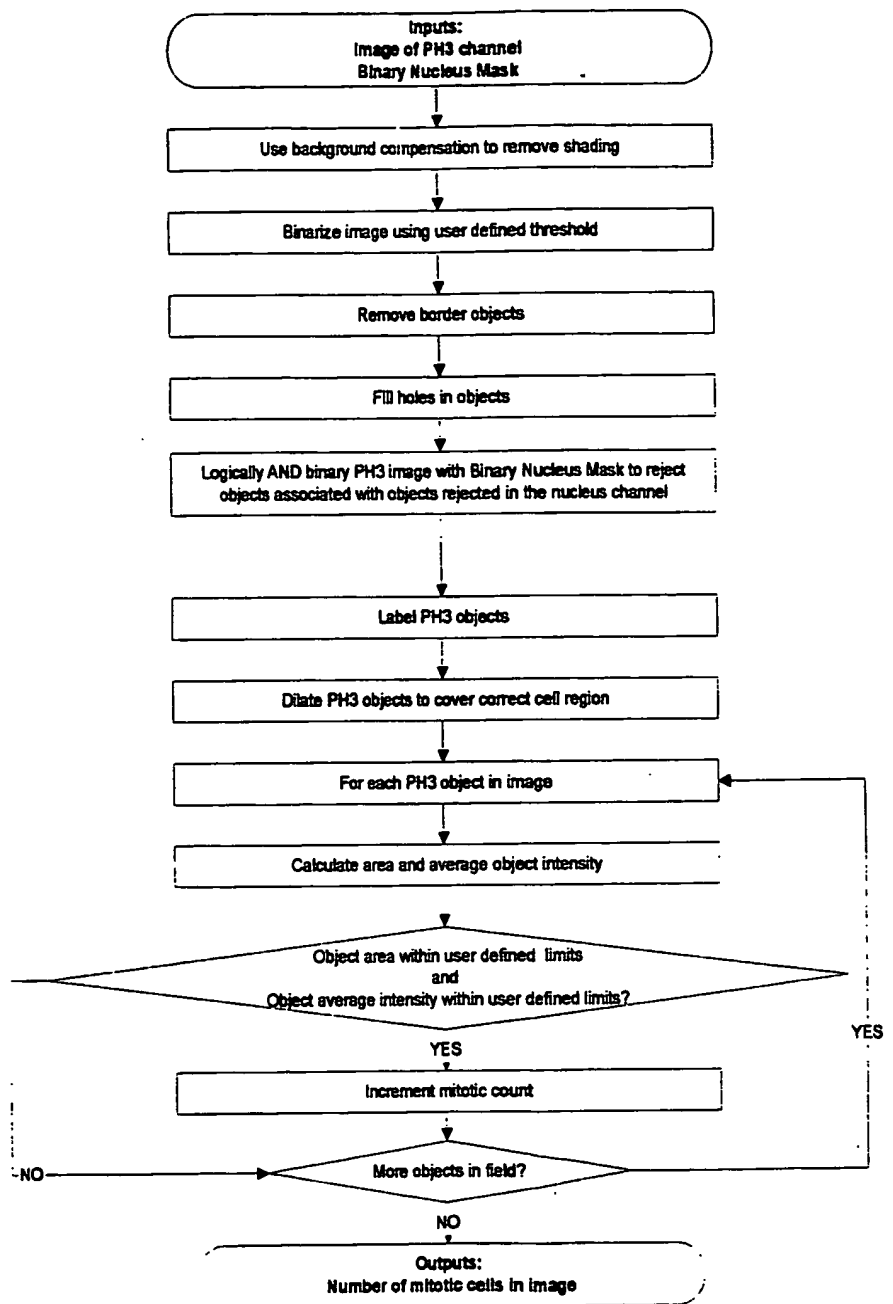 Inputs:
Image of PH3 channel
Binary Nucleus Mask
Use background compensation to remove shading
Binarize image using user defined threshold
Remove border objects
Fill holes in objects
Logically AND binary PH3 image with Binary Nucleus Mask to reject
objects associated with objects rejected in the nucleus channel
Label PH3 objects
Dilate PH3 objects to cover correct cell region
For each PH3 object in image
Calculate area and average object intensity
Object area within user defined limits
and
Object average intensity within user defined limits?
YES
YES
Increment mitotic count
NO
More objects in field?
NO
Outputs:
Number of mitotic cells in image